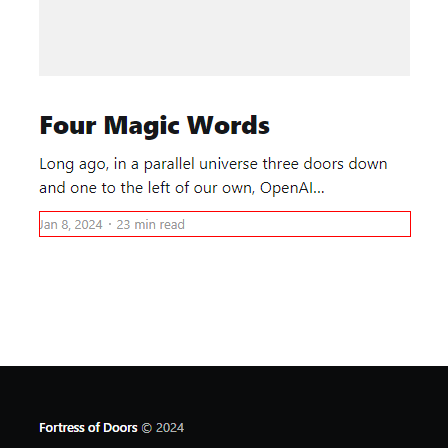 Four Magic Words
Long ago, in a parallel universe three doors down
and one to the left of our own, OpenAI...
Jan 8, 2024 · 23 min read
Fortress of Doors © 2024